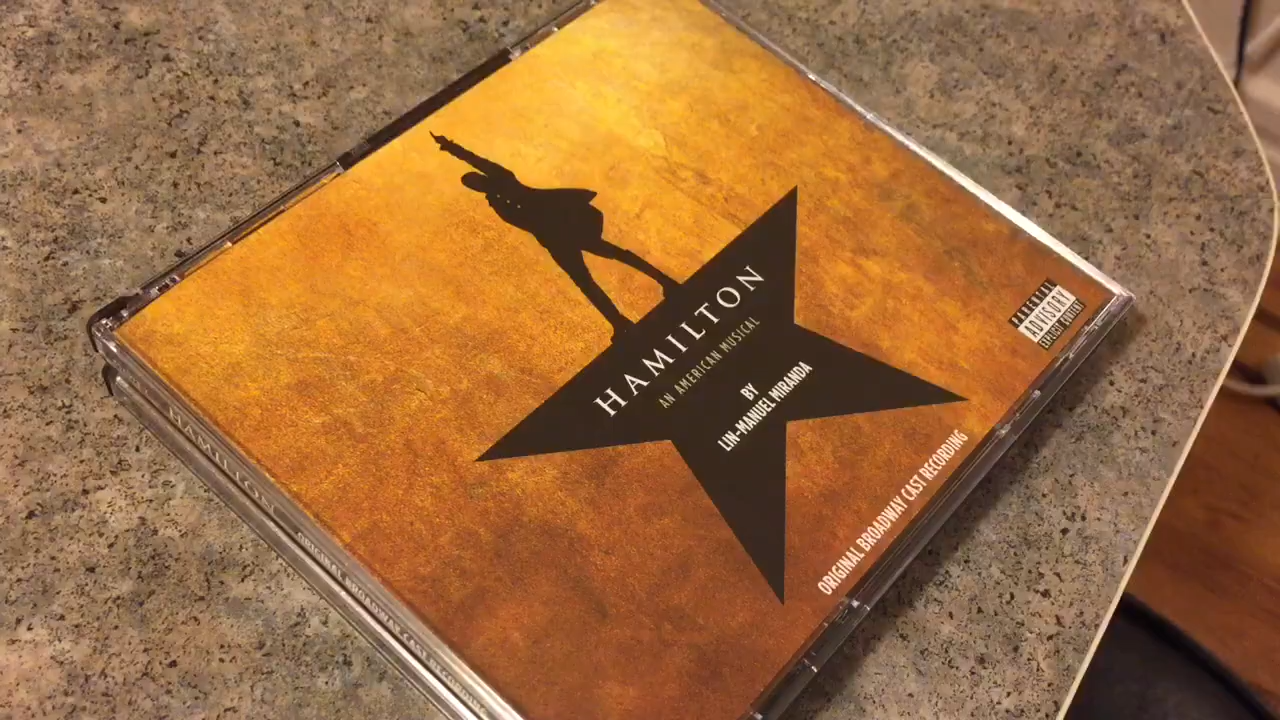 HAMILTON
AN AMERICAN MUSICAL
BY
LIN-MANUEL MIRANDA
PARENTAL
ADVISORY
EXPLICIT CONTENT
ORIGINAL BROADWAY CAST RECORDING
HAMILTON
ORIGINAL BROADWAY CAST RECORDING